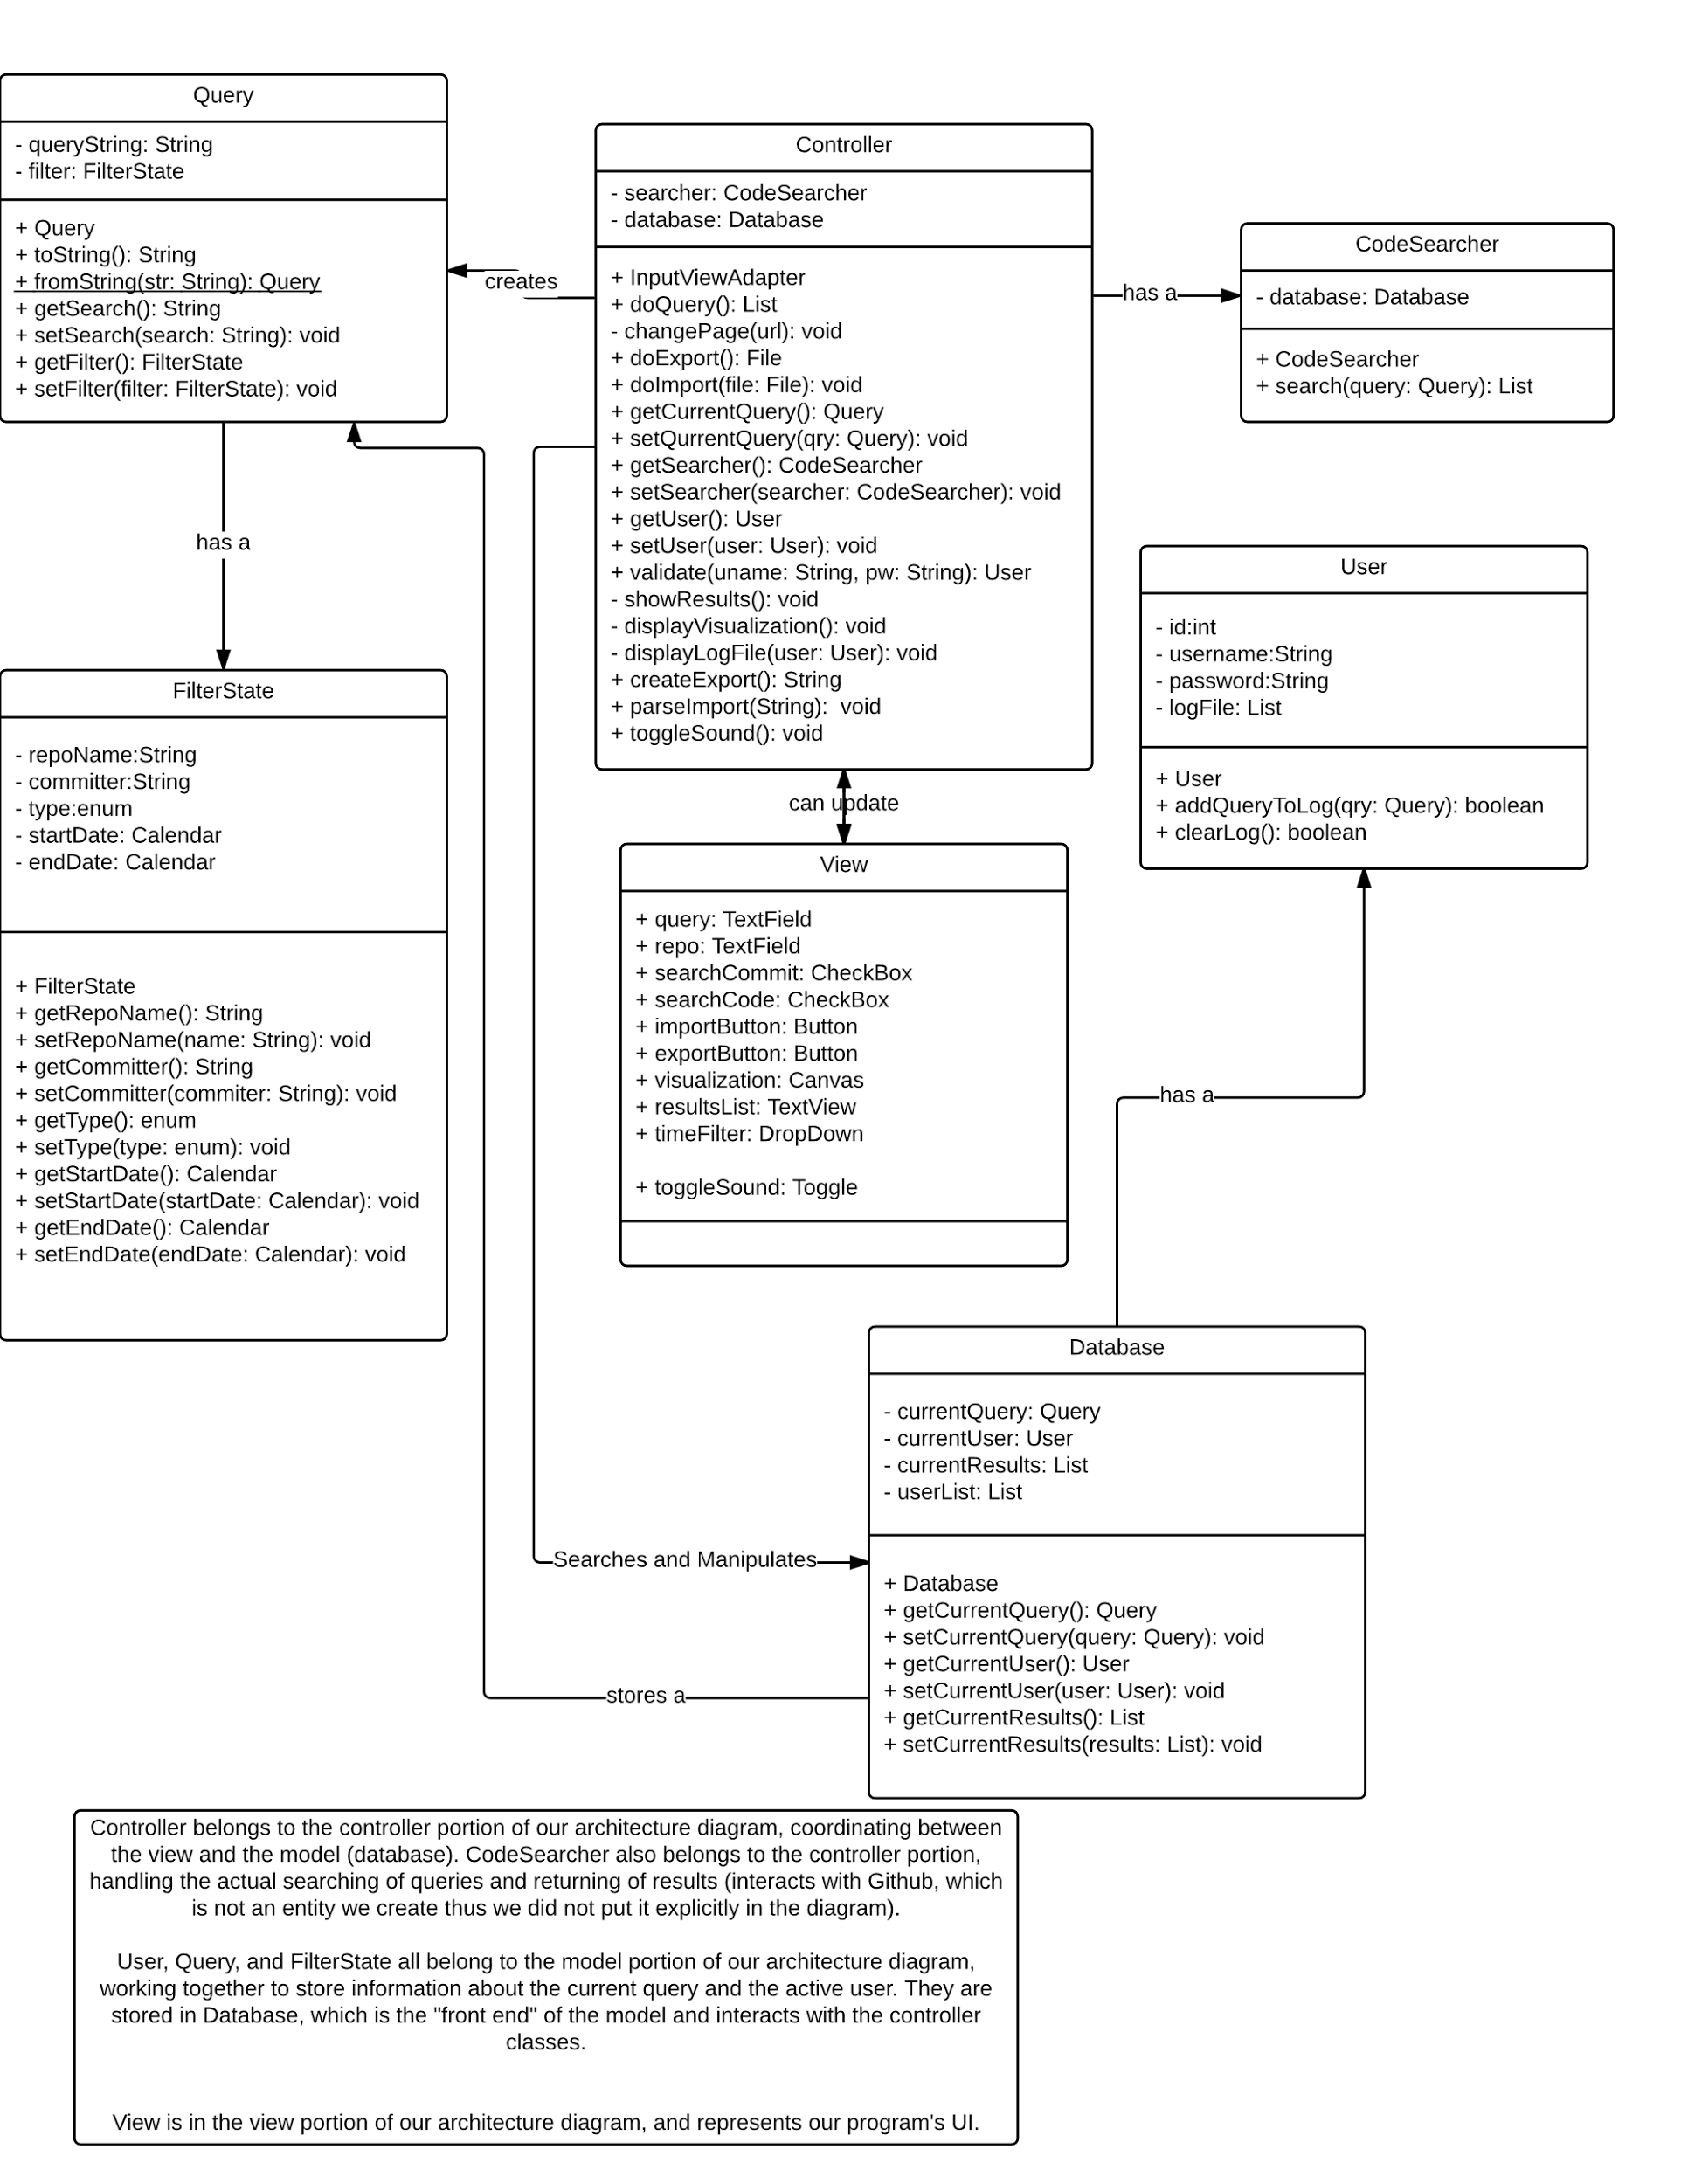 Query
- queryString: String
- filter: FilterState
+ Query
+ toString(): String
+ fromString(str: String): Query
+ getSearch(): String
+ setSearch(search: String): void
+ getFilter(): FilterState
+ setFilter(filter: FilterState): void
creates
Controller
- searcher: CodeSearcher
- database: Database
+ InputViewAdapter
+ doQuery(): List
- changePage(url): void
+ doExport(): File
+ doImport(file: File): void
+ getCurrentQuery(): Query
+ setQurrentQuery(qry: Query): void
+ getSearcher(): CodeSearcher
+ setSearcher(searcher: CodeSearcher): void
+ getUser(): User
+ setUser(user: User): void
+ validate(uname: String, pw: String): User
- showResults(): void
- displayVisualization(): void
- displayLogFile(user: User): void
+ createExport(): String
+ parseImport(String):  void
+ toggleSound(): void
has a
CodeSearcher
- database: Database
+ CodeSearcher
+ search(query: Query): List
has a
User
- id:int
- username:String
- password:String
- logFile: List
+ User
+ addQueryToLog(qry: Query): boolean
+ clearLog(): boolean
FilterState
- repoName:String
- committer:String
- type:enum
- startDate: Calendar
- endDate: Calendar
+ FilterState
+ getRepoName(): String
+ setRepoName(name: String): void
+ getCommitter(): String
+ setCommitter(commiter: String): void
+ getType(): enum
+ setType(type: enum): void
+ getStartDate(): Calendar
+ setStartDate(startDate: Calendar): void
+ getEndDate(): Calendar
+ setEndDate(endDate: Calendar): void
can update
View
+ query: TextField
+ repo: TextField
+ searchCommit: CheckBox
+ searchCode: CheckBox
+ importButton: Button
+ exportButton: Button
+ visualization: Canvas
+ resultsList: TextView
+ timeFilter: DropDown
+ toggleSound: Toggle
has a
Database
- currentQuery: Query
- currentUser: User
- currentResults: List
- userList: List
+ Database
+ getCurrentQuery(): Query
+ setCurrentQuery(query: Query): void
+ getCurrentUser(): User
+ setCurrentUser(user: User): void
+ getCurrentResults(): List
+ setCurrentResults(results: List): void
Searches and Manipulates
stores a
Controller belongs to the controller portion of our architecture diagram, coordinating between
the view and the model (database). CodeSearcher also belongs to the controller portion,
handling the actual searching of queries and returning of results (interacts with Github, which
is not an entity we create thus we did not put it explicitly in the diagram).
User, Query, and FilterState all belong to the model portion of our architecture diagram,
working together to store information about the current query and the active user. They are
stored in Database, which is the "front end" of the model and interacts with the controller
classes.
View is in the view portion of our architecture diagram, and represents our program's UI.